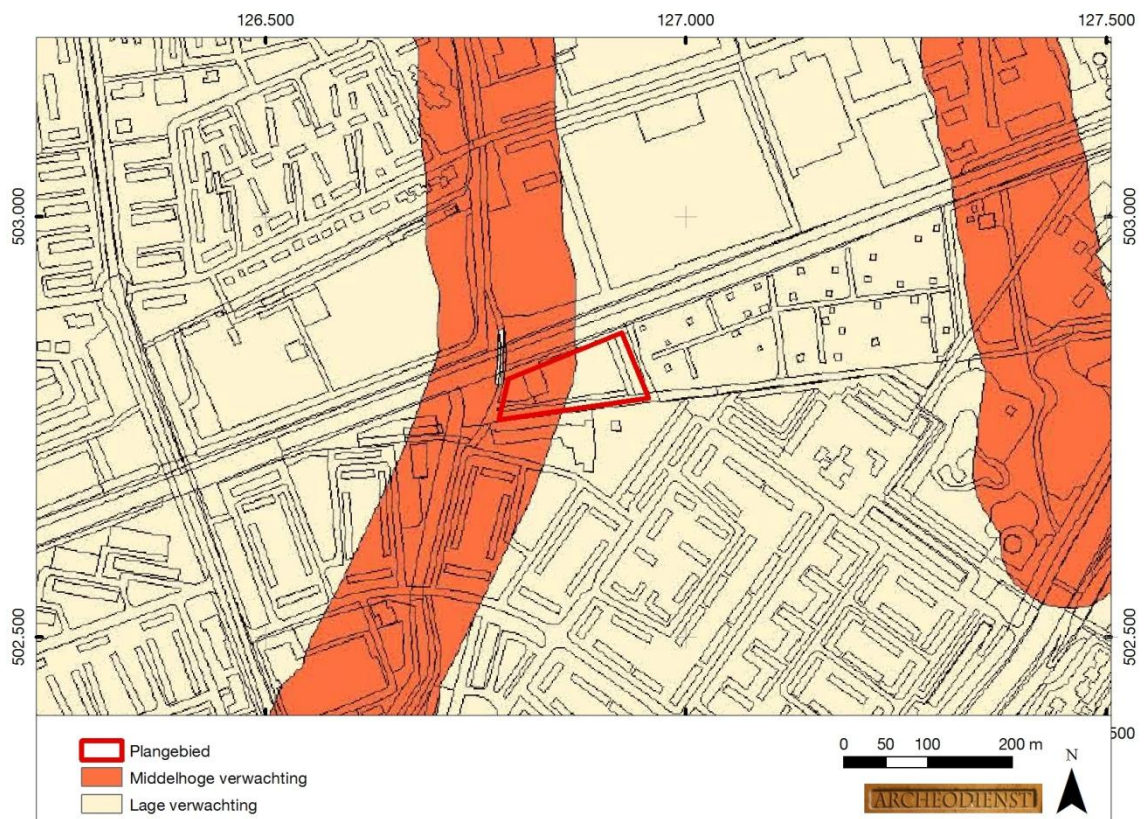 126.500 127.000 127.500
503.000 503.000
502.500 502.500
500
Plangebied
Middelhoge verwachting
Lage verwachting
0 50 100 200 m
N
ARCHEODIENST